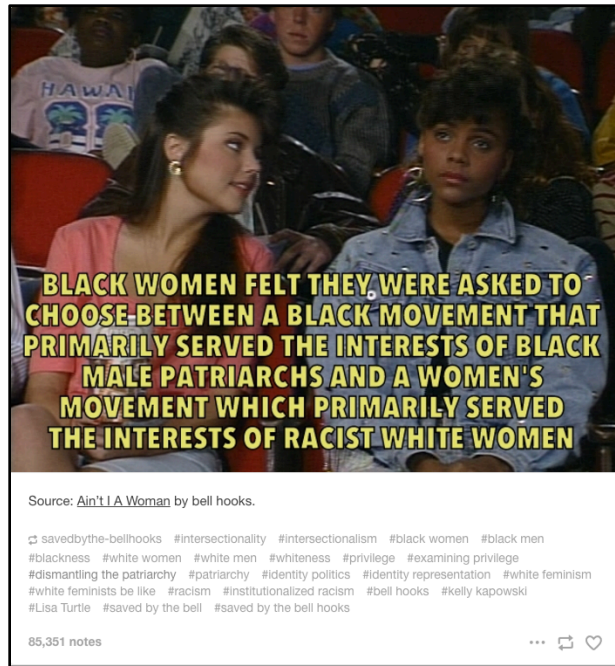 HAWAI
BLACK WOMEN FELT THEY WERE ASKED TO
CHOOSE BETWEEN A BLACK MOVEMENT THAT
PRIMARILY SERVED THE INTERESTS OF BLACK
MALE PATRIARCHS AND A WOMEN'S
MOVEMENT WHICH PRIMARILY SERVED
THE INTERESTS OF RACIST WHITE WOMEN
Source: Ain't I A Woman by bell hooks.
savedbythe-bellhooks #intersectionality #intersectionalism #black women #black men
#blackness #white women #white men #whiteness #privilege #examining privilege
#dismantling the patriarchy #patriarchy #identity politics #identity representation #white feminism
#white feminists be like #racism #institutionalized racism #bell hooks #kelly kapowski
#Lisa Turtle #saved by the bell #saved by the bell hooks
85,351 notes